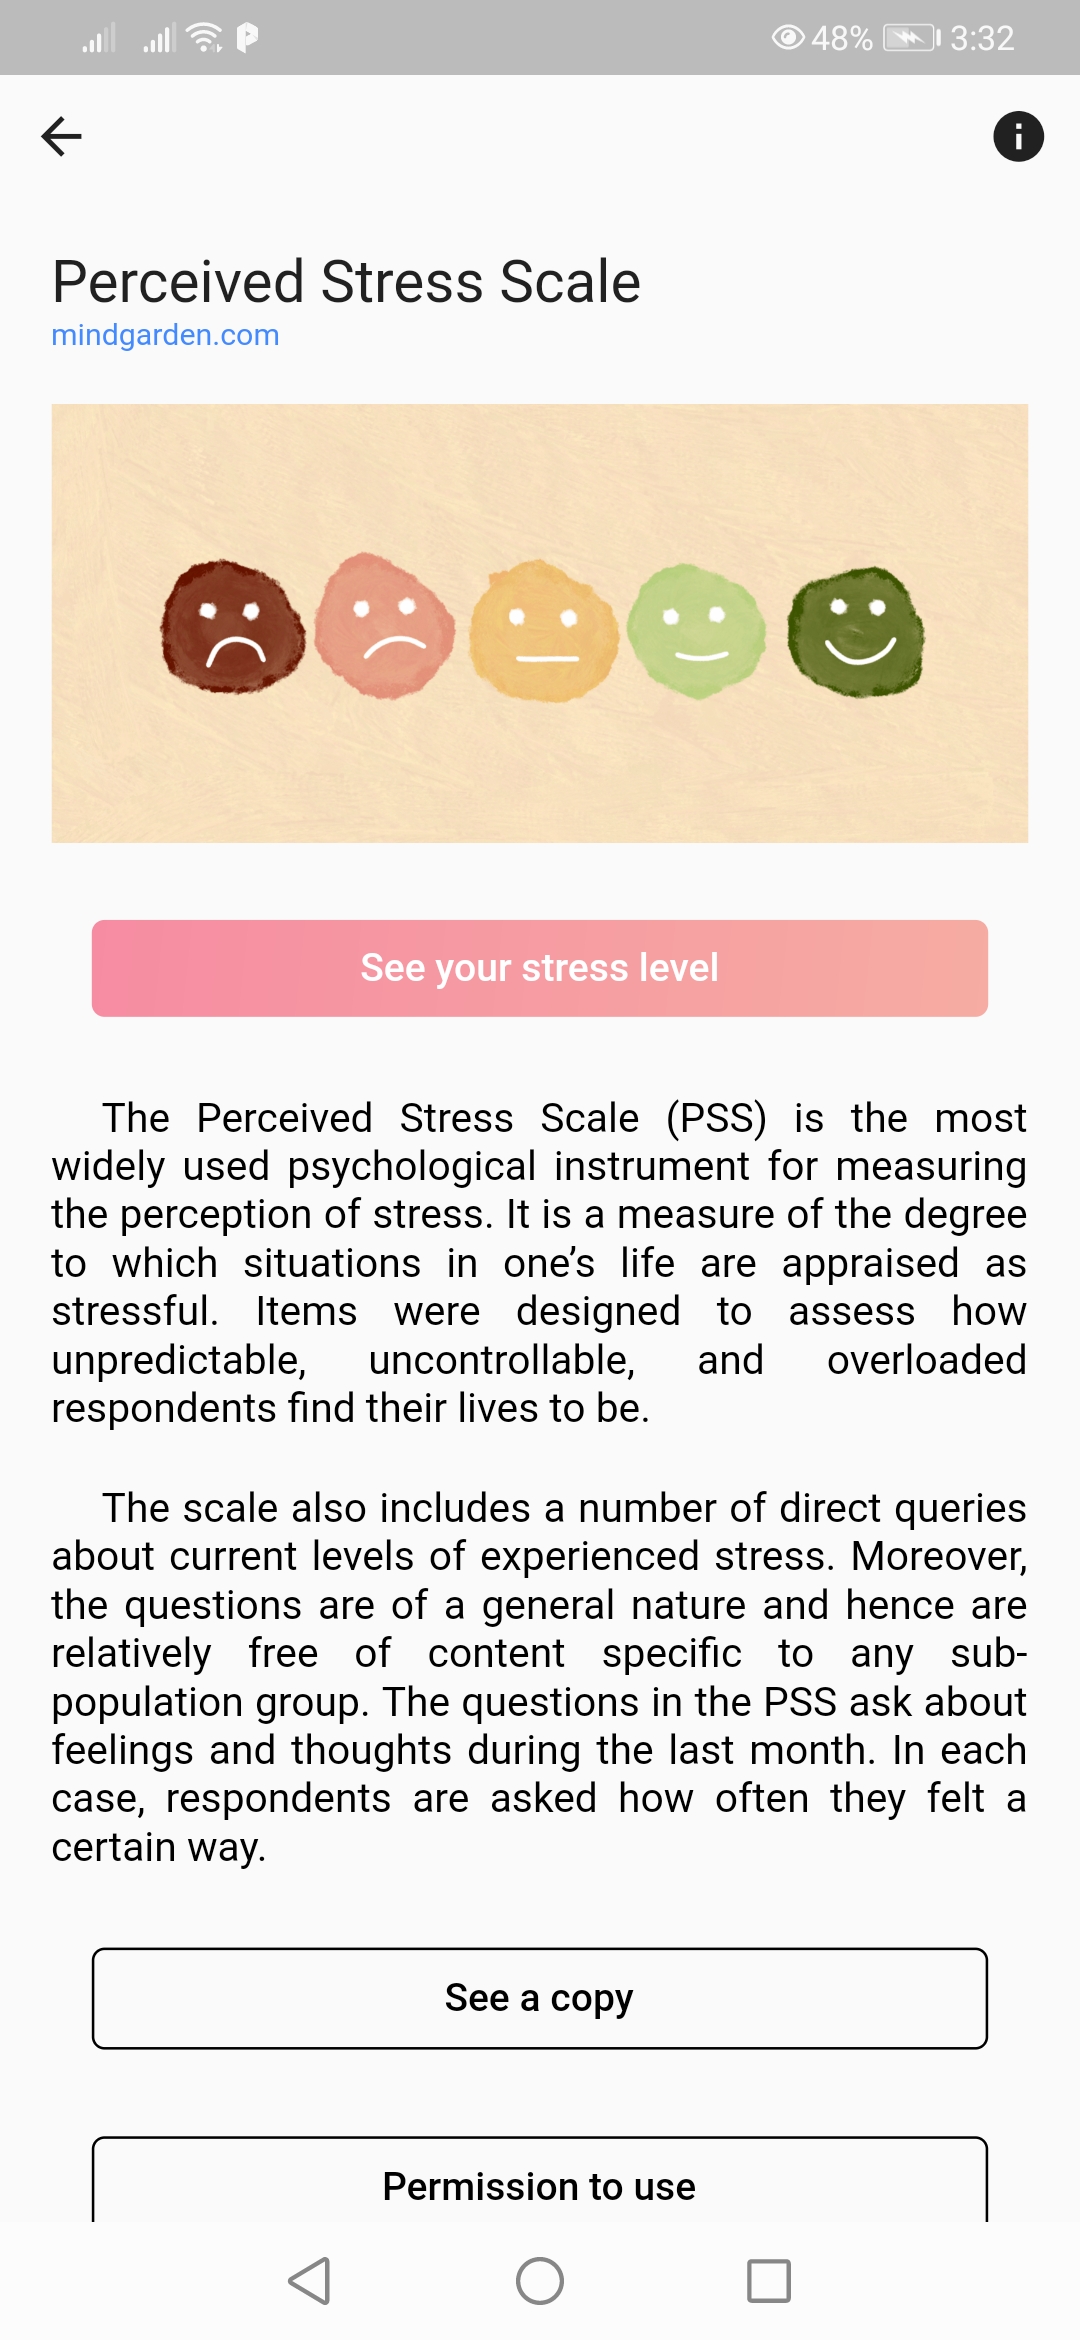 48% 3:32
Perceived Stress Scale
mindgarden.com
See your stress level
The Perceived Stress Scale (PSS) is the most
widely used psychological instrument for measuring
the perception of stress. It is a measure of the degree
to which situations in one’s life are appraised as
stressful. Items were designed to assess how
unpredictable, uncontrollable, and overloaded
respondents find their lives to be.
The scale also includes a number of direct queries
about current levels of experienced stress. Moreover,
the questions are of a general nature and hence are
relatively free of content specific to any sub-
population group. The questions in the PSS ask about
feelings and thoughts during the last month. In each
case, respondents are asked how often they felt a
certain way.
See a copy
Permission to use